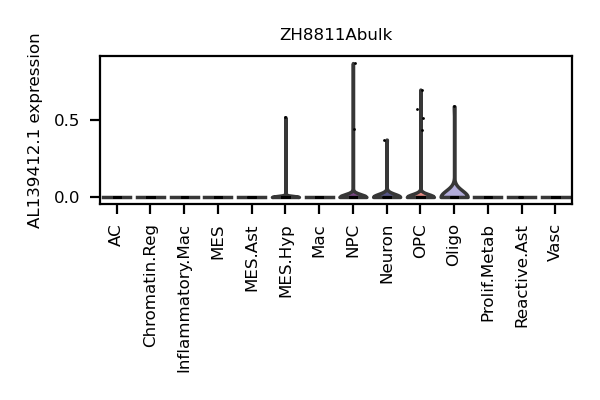 ZH8811Abulk
AL139412.1 expression
0.5
0.0
AC
Chromatin.Reg
Inflammatory.Mac
MES
MES.Ast
MES.Hyp
Mac
NPC
Neuron
OPC
Oligo
Prolif.Metab
Reactive.Ast
Vasc